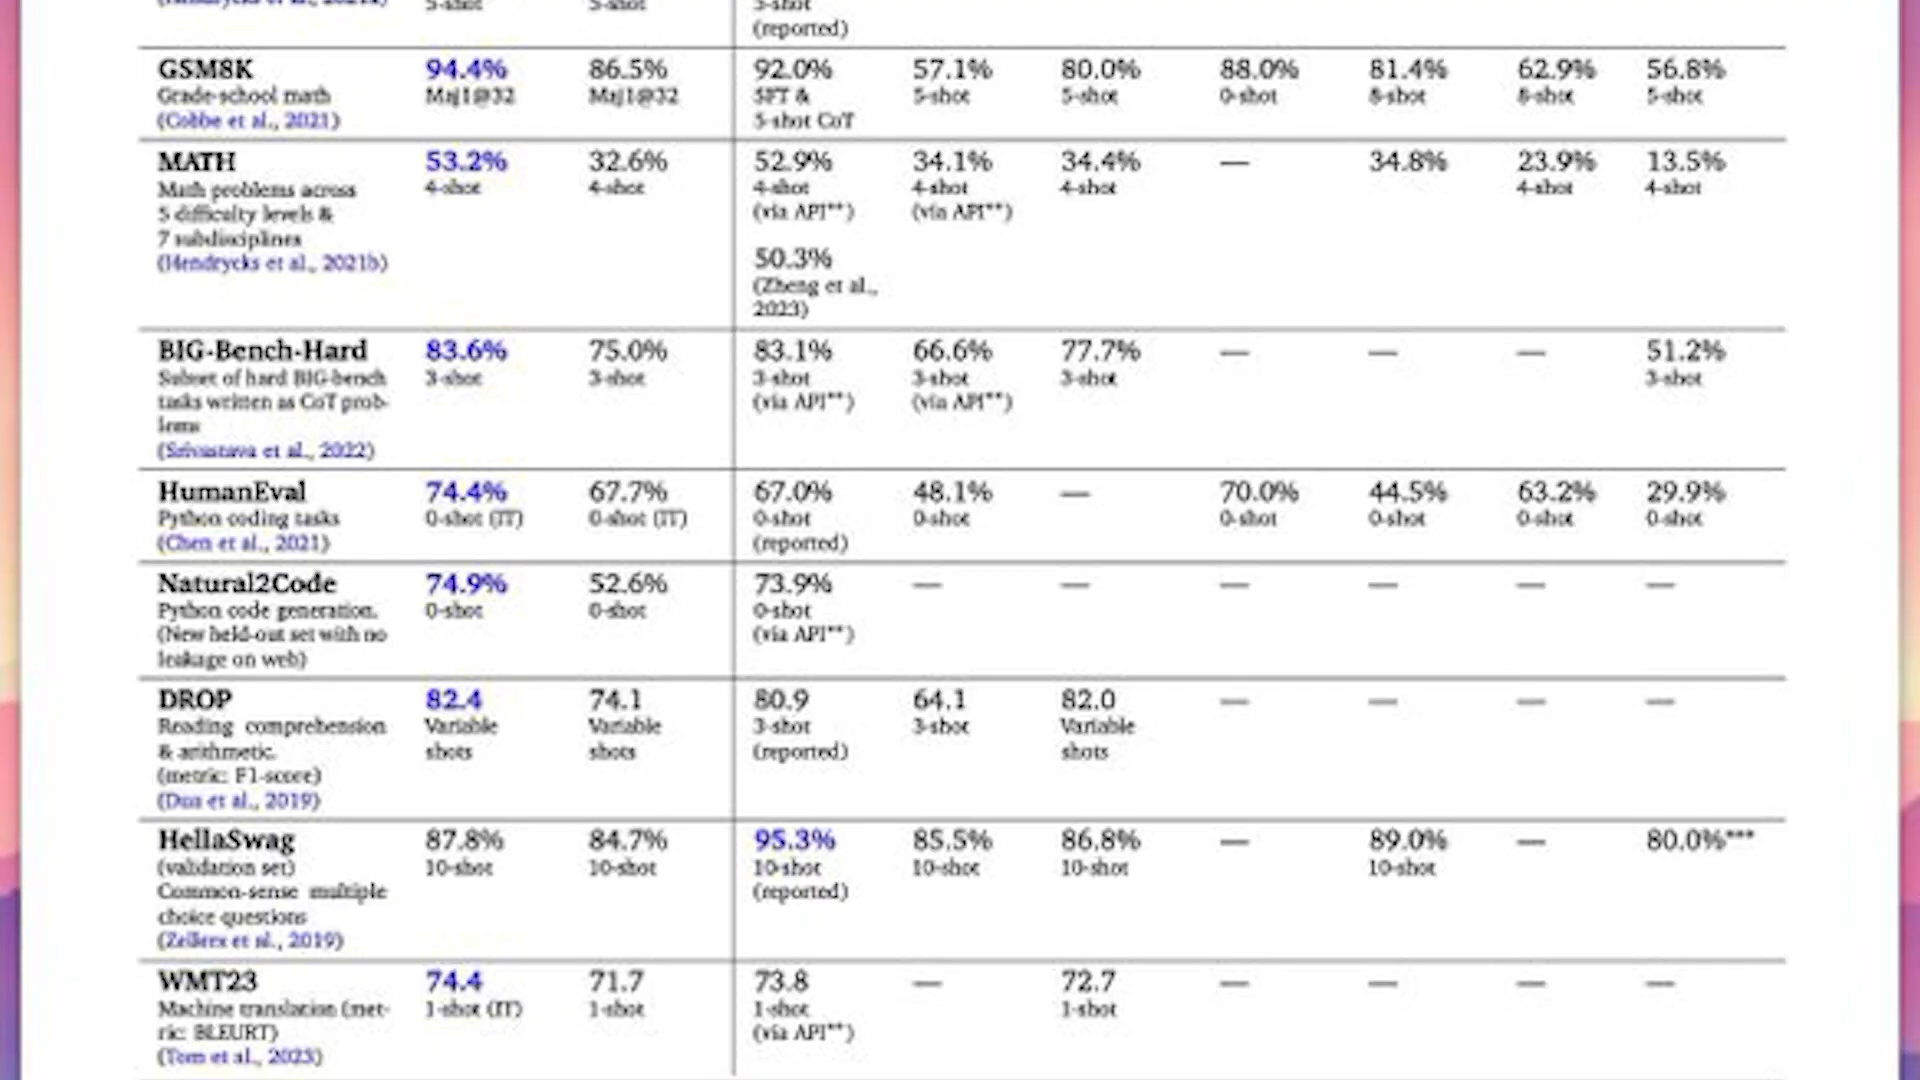 5-shot 5-shot 5-shot
(reported)
GSM8K 94.4% 86.5% 92.0% 57.1% 80.0% 88.0% 81.4% 62.9% 56.8%
Grade-school math Maj1@32 Maj1@32 SFT & 5-shot 5-shot 0-shot 8-shot 8-shot 5-shot
(Cobbe et al., 2021) 5-shot CoT
MATH 53.2% 32.6% 52.9% 34.1% 34.4% — 34.8% 23.9% 13.5%
Math problems across 4-shot 4-shot 4-shot 4-shot 4-shot 4-shot 4-shot
5 difficulty levels & (via API**) (via API**)
7 subdisciplines 50.3%
(Hendrycks et al., 2021b) (Zheng et al.,
2023)
BIG-Bench-Hard 83.6% 75.0% 83.1% 66.6% 77.7% — — — 51.2%
Subset of hard BIG-bench 3-shot 3-shot 3-shot 3-shot 3-shot 3-shot
tasks written as CoT prob- (via API**) (via API**)
lems
(Srivastava et al., 2022)
HumanEval 74.4% 67.7% 67.0% 48.1% — 70.0% 44.5% 63.2% 29.9%
Python coding tasks 0-shot (IT) 0-shot (IT) 0-shot 0-shot 0-shot 0-shot 0-shot 0-shot
(Chen et al., 2021) (reported)
Natural2Code 74.9% 52.6% 73.9% — — — — — —
Python code generation. 0-shot 0-shot 0-shot
(New held-out set with no (via API**)
leakage on web)
DROP 82.4 74.1 80.9 64.1 82.0 — — — —
Reading comprehension Variable Variable 3-shot 3-shot Variable
& arithmetic. shots shots (reported) shots
(metric: F1-score)
(Dua et al., 2019)
HellaSwag 87.8% 84.7% 95.3% 85.5% 86.8% — 89.0% — 80.0%***
(validation set) 10-shot 10-shot 10-shot 10-shot 10-shot 10-shot
Common-sense multiple (reported)
choice questions
(Zellers et al., 2019)
WMT23 74.4 71.7 73.8 — 72.7 — — — —
Machine translation (met- 1-shot (IT) 1-shot 1-shot 1-shot
ric: BLEURT) (via API**)
(Tom et al., 2023)